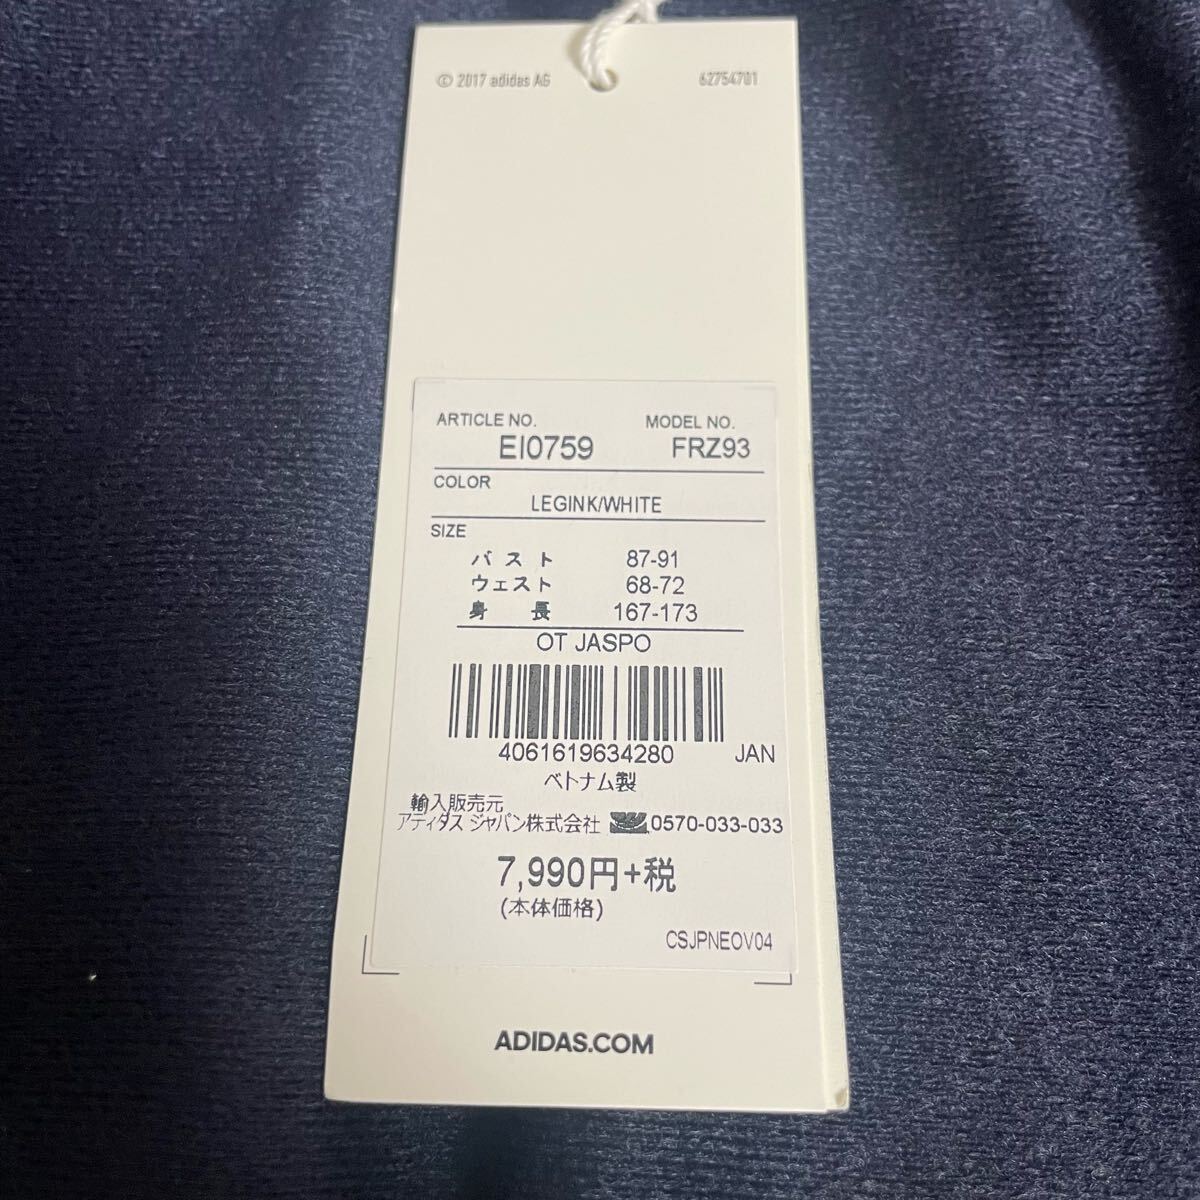 © 2017 adidas AG 62754701
ARTICLE NO. MODEL NO.
EI0759 FRZ93
COLOR
LEGINK/WHITE
SIZE
バスト 87-91
ウェスト 68-72
身長 167-173
OT JASPO
4061619634280 JAN
ベトナム製
輸入販売元
アディダス ジャパン株式会社 0570-033-033
7,990円+税
(本体価格)
CSJPNEOV04
ADIDAS.COM